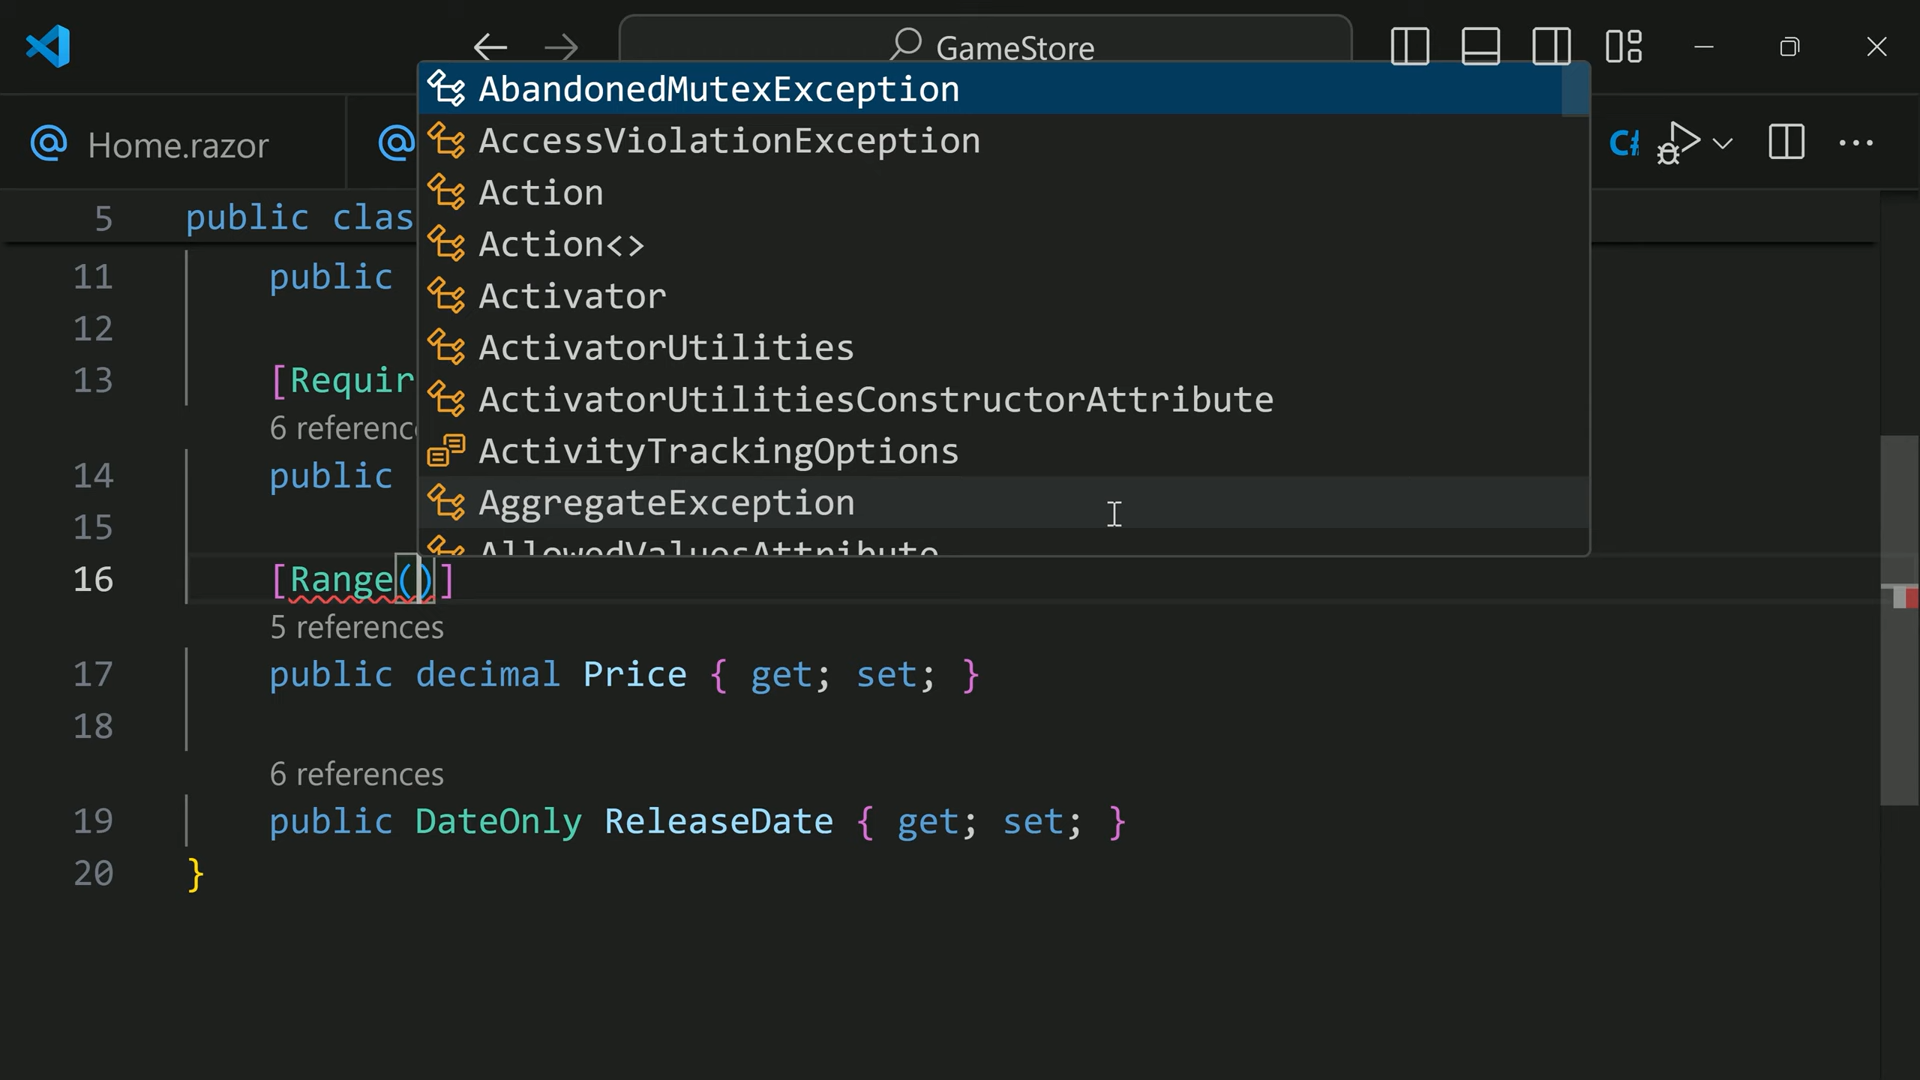 GameStore
Home.razor
C#
5 public clas
11 public
12
13 [Requir
6 referenc
14 public
15
16 [Range()]
5 references
17 public decimal Price { get; set; }
18
6 references
19 public DateOnly ReleaseDate { get; set; }
20 }
AbandonedMutexException
AccessViolationException
Action
Action<>
Activator
ActivatorUtilities
ActivatorUtilitiesConstructorAttribute
ActivityTrackingOptions
AggregateException
AllowedValuesAttribute